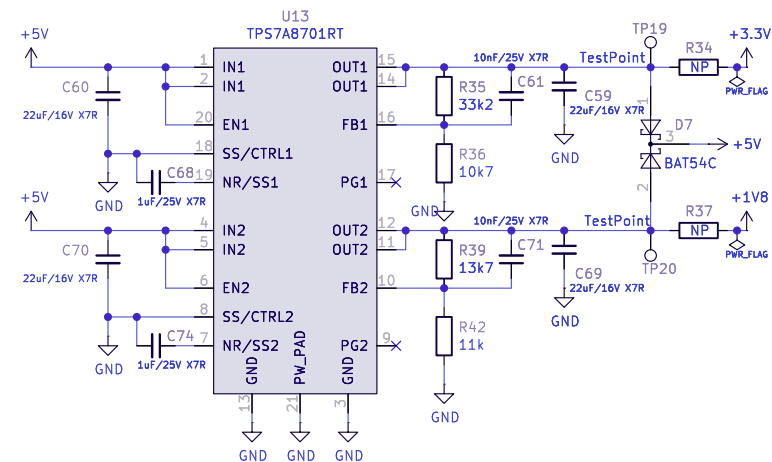 U13
TPS7A8701RT
+5V
C60
22uF/16V X7R
GND
C68
1uF/25V X7R
1 IN1
2 IN1
20 EN1
18 SS/CTRL1
19 NR/SS1
OUT1 15
OUT1 14
FB1 16
PG1 17
10nF/25V X7R
R35
33k2
C61
R36
10k7
GND
TestPoint
C59
22uF/16V X7R
GND
TP19
R34
NP
+3.3V
PWR_FLAG
1
D7
3
+5V
BAT54C
2
+5V
C70
22uF/16V X7R
GND
C74
1uF/25V X7R
4 IN2
5 IN2
6 EN2
8 SS/CTRL2
7 NR/SS2
OUT2 12
OUT2 11
FB2 10
PG2 9
10nF/25V X7R
R39
13k7
C71
R42
11k
GND
TestPoint
C69
22uF/16V X7R
GND
R37
NP
+1V8
PWR_FLAG
TP20
GND
PW_PAD
GND
13
21
3
GND
GND
GND